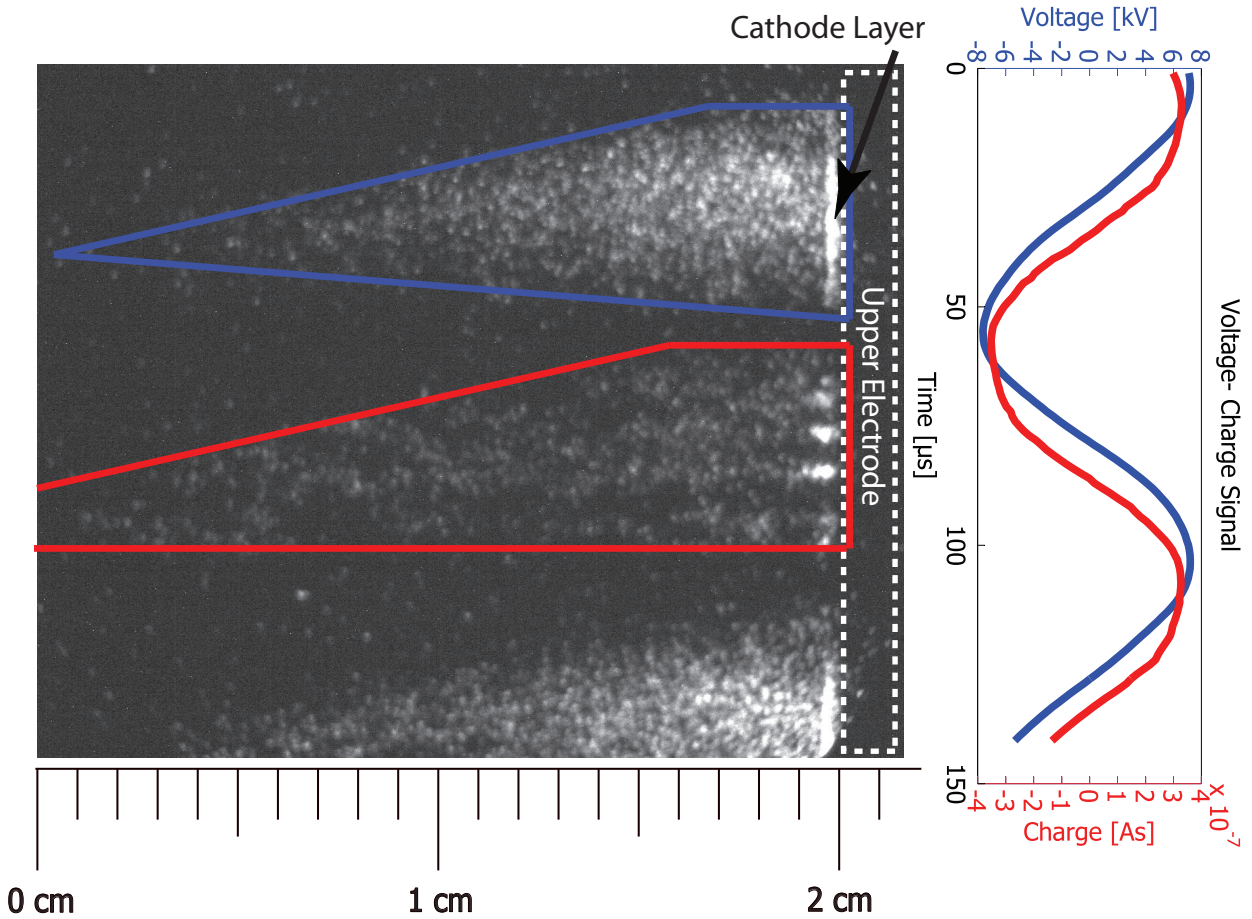 Cathode Layer
Upper Electrode
0 cm
1 cm
2 cm
Voltage [kV]
-8 -6 -4 -2 0 2 4 6 8
Time [µs]
0
50
100
150
Voltage- Charge Signal
-4 -3 -2 -1 0 1 2 3 4
x 10-7
Charge [As]